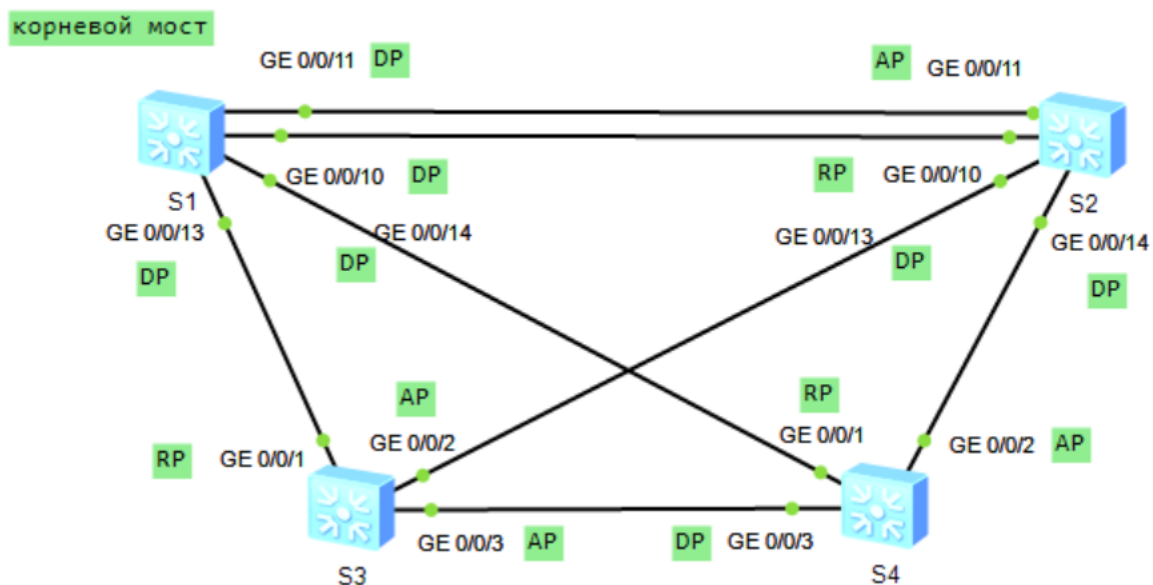 корневой мост
GE 0/0/11 DP
AP GE 0/0/11
GE 0/0/10 DP
RP GE 0/0/10
S1
S2
GE 0/0/13
GE 0/0/14
GE 0/0/13
GE 0/0/14
DP
DP
DP
DP
AP
RP
RP
GE 0/0/1
GE 0/0/2
GE 0/0/1
GE 0/0/2
AP
GE 0/0/3
AP
DP
GE 0/0/3
S3
S4